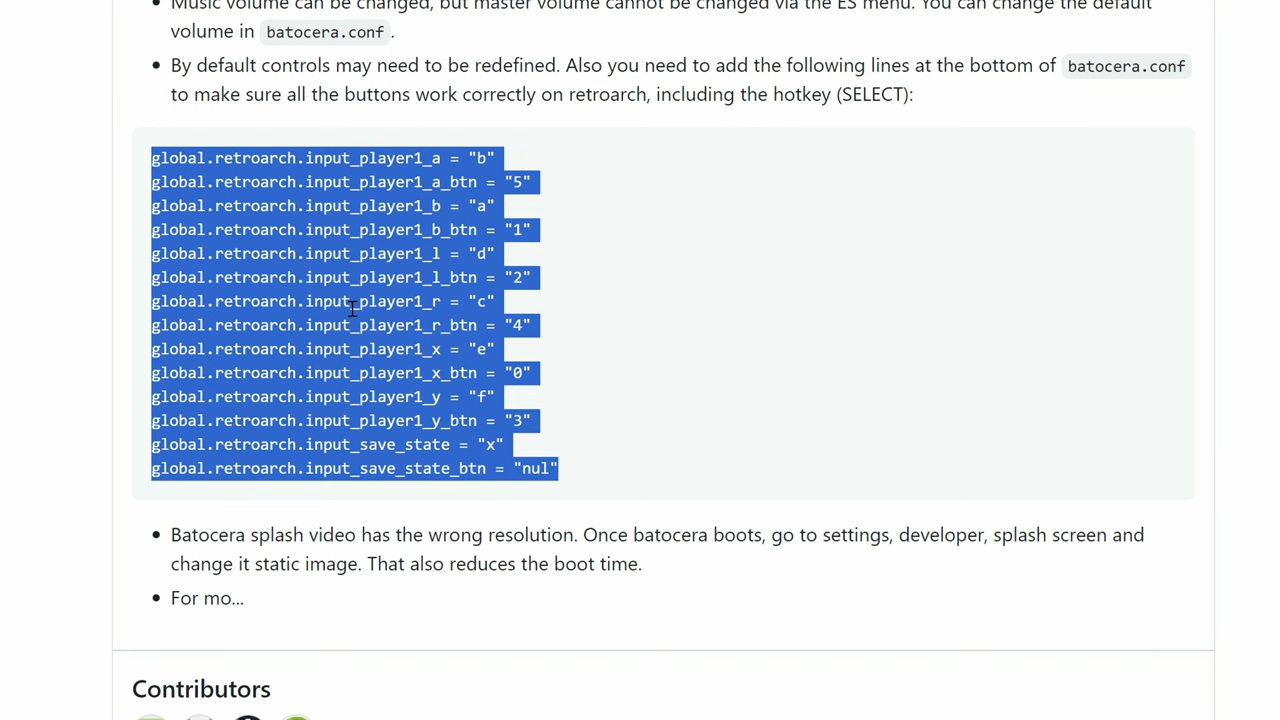 Music volume can be changed, but master volume cannot be changed via the ES menu. You can change the default
volume in batocera.conf.
By default controls may need to be redefined. Also you need to add the following lines at the bottom of batocera.conf
to make sure all the buttons work correctly on retroarch, including the hotkey (SELECT):
global.retroarch.input_player1_a = "b"
global.retroarch.input_player1_a_btn = "5"
global.retroarch.input_player1_b = "a"
global.retroarch.input_player1_b_btn = "1"
global.retroarch.input_player1_l = "d"
global.retroarch.input_player1_l_btn = "2"
global.retroarch.input_player1_r = "c"
global.retroarch.input_player1_r_btn = "4"
global.retroarch.input_player1_x = "e"
global.retroarch.input_player1_x_btn = "0"
global.retroarch.input_player1_y = "f"
global.retroarch.input_player1_y_btn = "3"
global.retroarch.input_save_state = "x"
global.retroarch.input_save_state_btn = "nul"
Batocera splash video has the wrong resolution. Once batocera boots, go to settings, developer, splash screen and
change it static image. That also reduces the boot time.
For mo...
Contributors